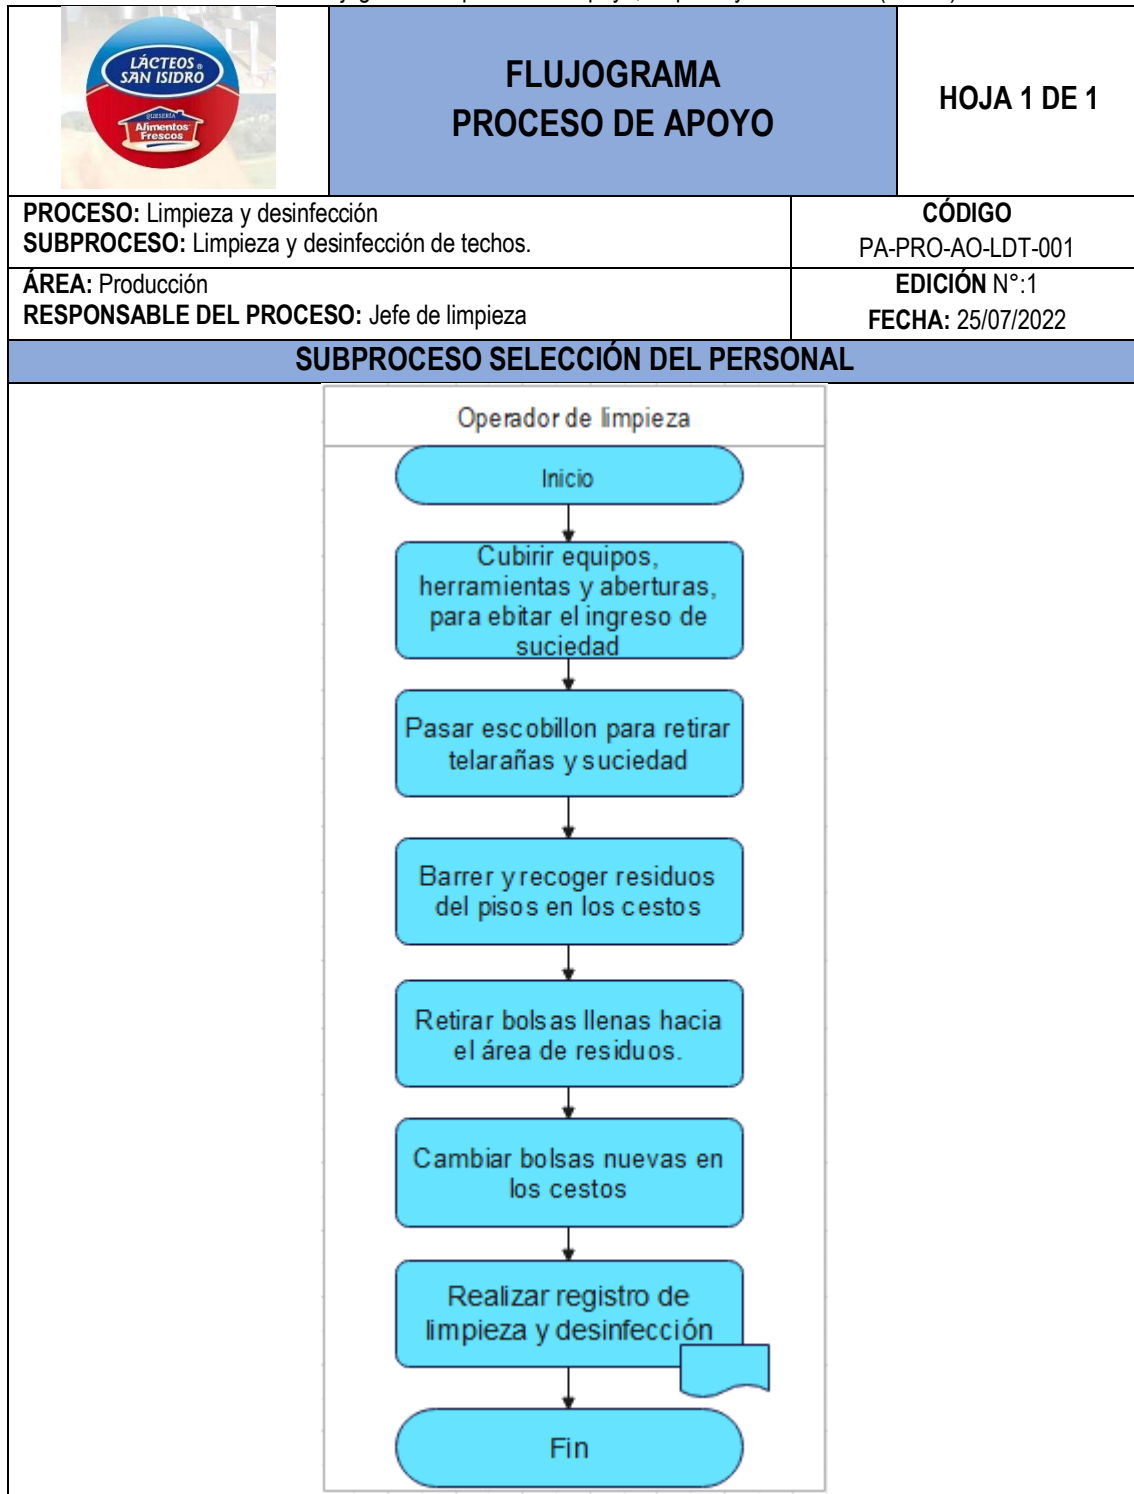 LÁCTEOS
SAN ISIDRO
QUESERÍA
Alimentos
Frescos
FLUJOGRAMA
PROCESO DE APOYO
HOJA 1 DE 1
PROCESO: Limpieza y desinfección
SUBPROCESO: Limpieza y desinfección de techos.
CÓDIGO
PA-PRO-AO-LDT-001
ÁREA: Producción
RESPONSABLE DEL PROCESO: Jefe de limpieza
EDICIÓN N°:1
FECHA: 25/07/2022
SUBPROCESO SELECCIÓN DEL PERSONAL
Operador de limpieza
Inicio
Cubirir equipos,
herramientas y aberturas,
para ebitar el ingreso de
suciedad
Pasar escobillon para retirar
telarañas y suciedad
Barrer y recoger residuos
del pisos en los cestos
Retirar bolsas llenas hacia
el área de residuos.
Cambiar bolsas nuevas en
los cestos
Realizar registro de
limpieza y desinfección
Fin